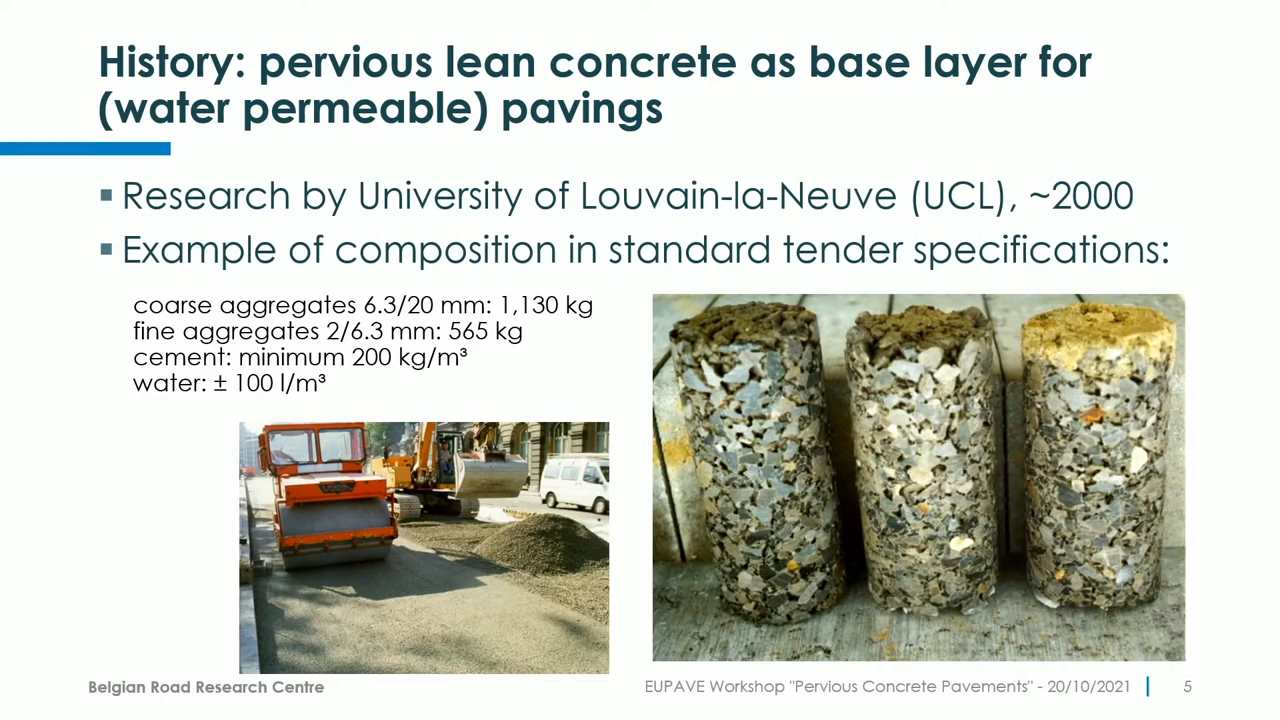 History: pervious lean concrete as base layer for
(water permeable) pavings
▪ Research by University of Louvain-la-Neuve (UCL), ~2000
▪ Example of composition in standard tender specifications:
coarse aggregates 6.3/20 mm: 1,130 kg
fine aggregates 2/6.3 mm: 565 kg
cement: minimum 200 kg/m³
water: ± 100 l/m³
Belgian Road Research Centre
EUPAVE Workshop "Pervious Concrete Pavements" - 20/10/2021
5